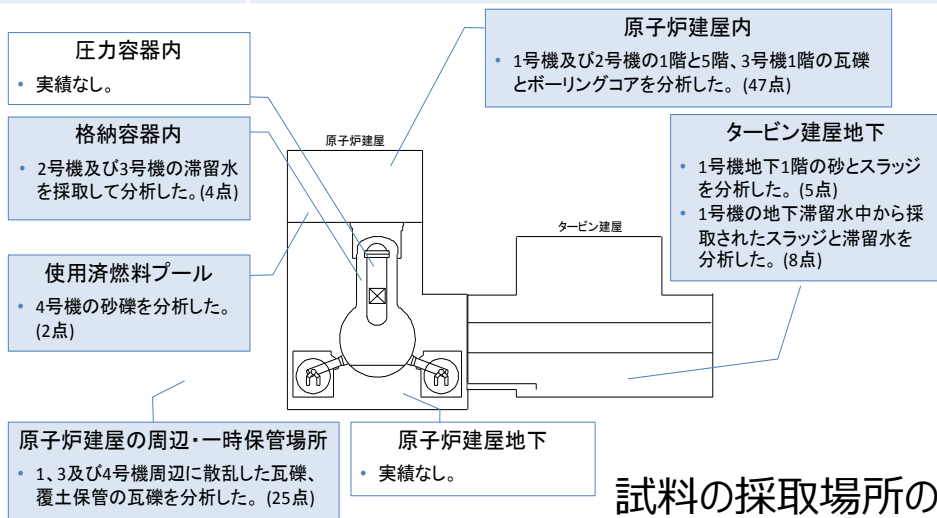 圧力容器内
• 実績なし。
原子炉建屋内
• 1号機及び2号機の1階と5階、3号機1階の瓦礫
とボーリングコアを分析した。 (47点)
格納容器内
• 2号機及び3号機の滞留水
を採取して分析した。(4点)
原子炉建屋
タービン建屋地下
• 1号機地下1階の砂とスラッジ
を分析した。 (5点)
• 1号機の地下滞留水中から採
取されたスラッジと滞留水を
分析した。 (8点)
タービン建屋
使用済燃料プール
• 4号機の砂礫を分析した。
(2点)
原子炉建屋の周辺・一時保管場所
• 1、3及び4号機周辺に散乱した瓦礫、
覆土保管の瓦礫を分析した。 (25点)
原子炉建屋地下
• 実績なし。
試料の採取場所の